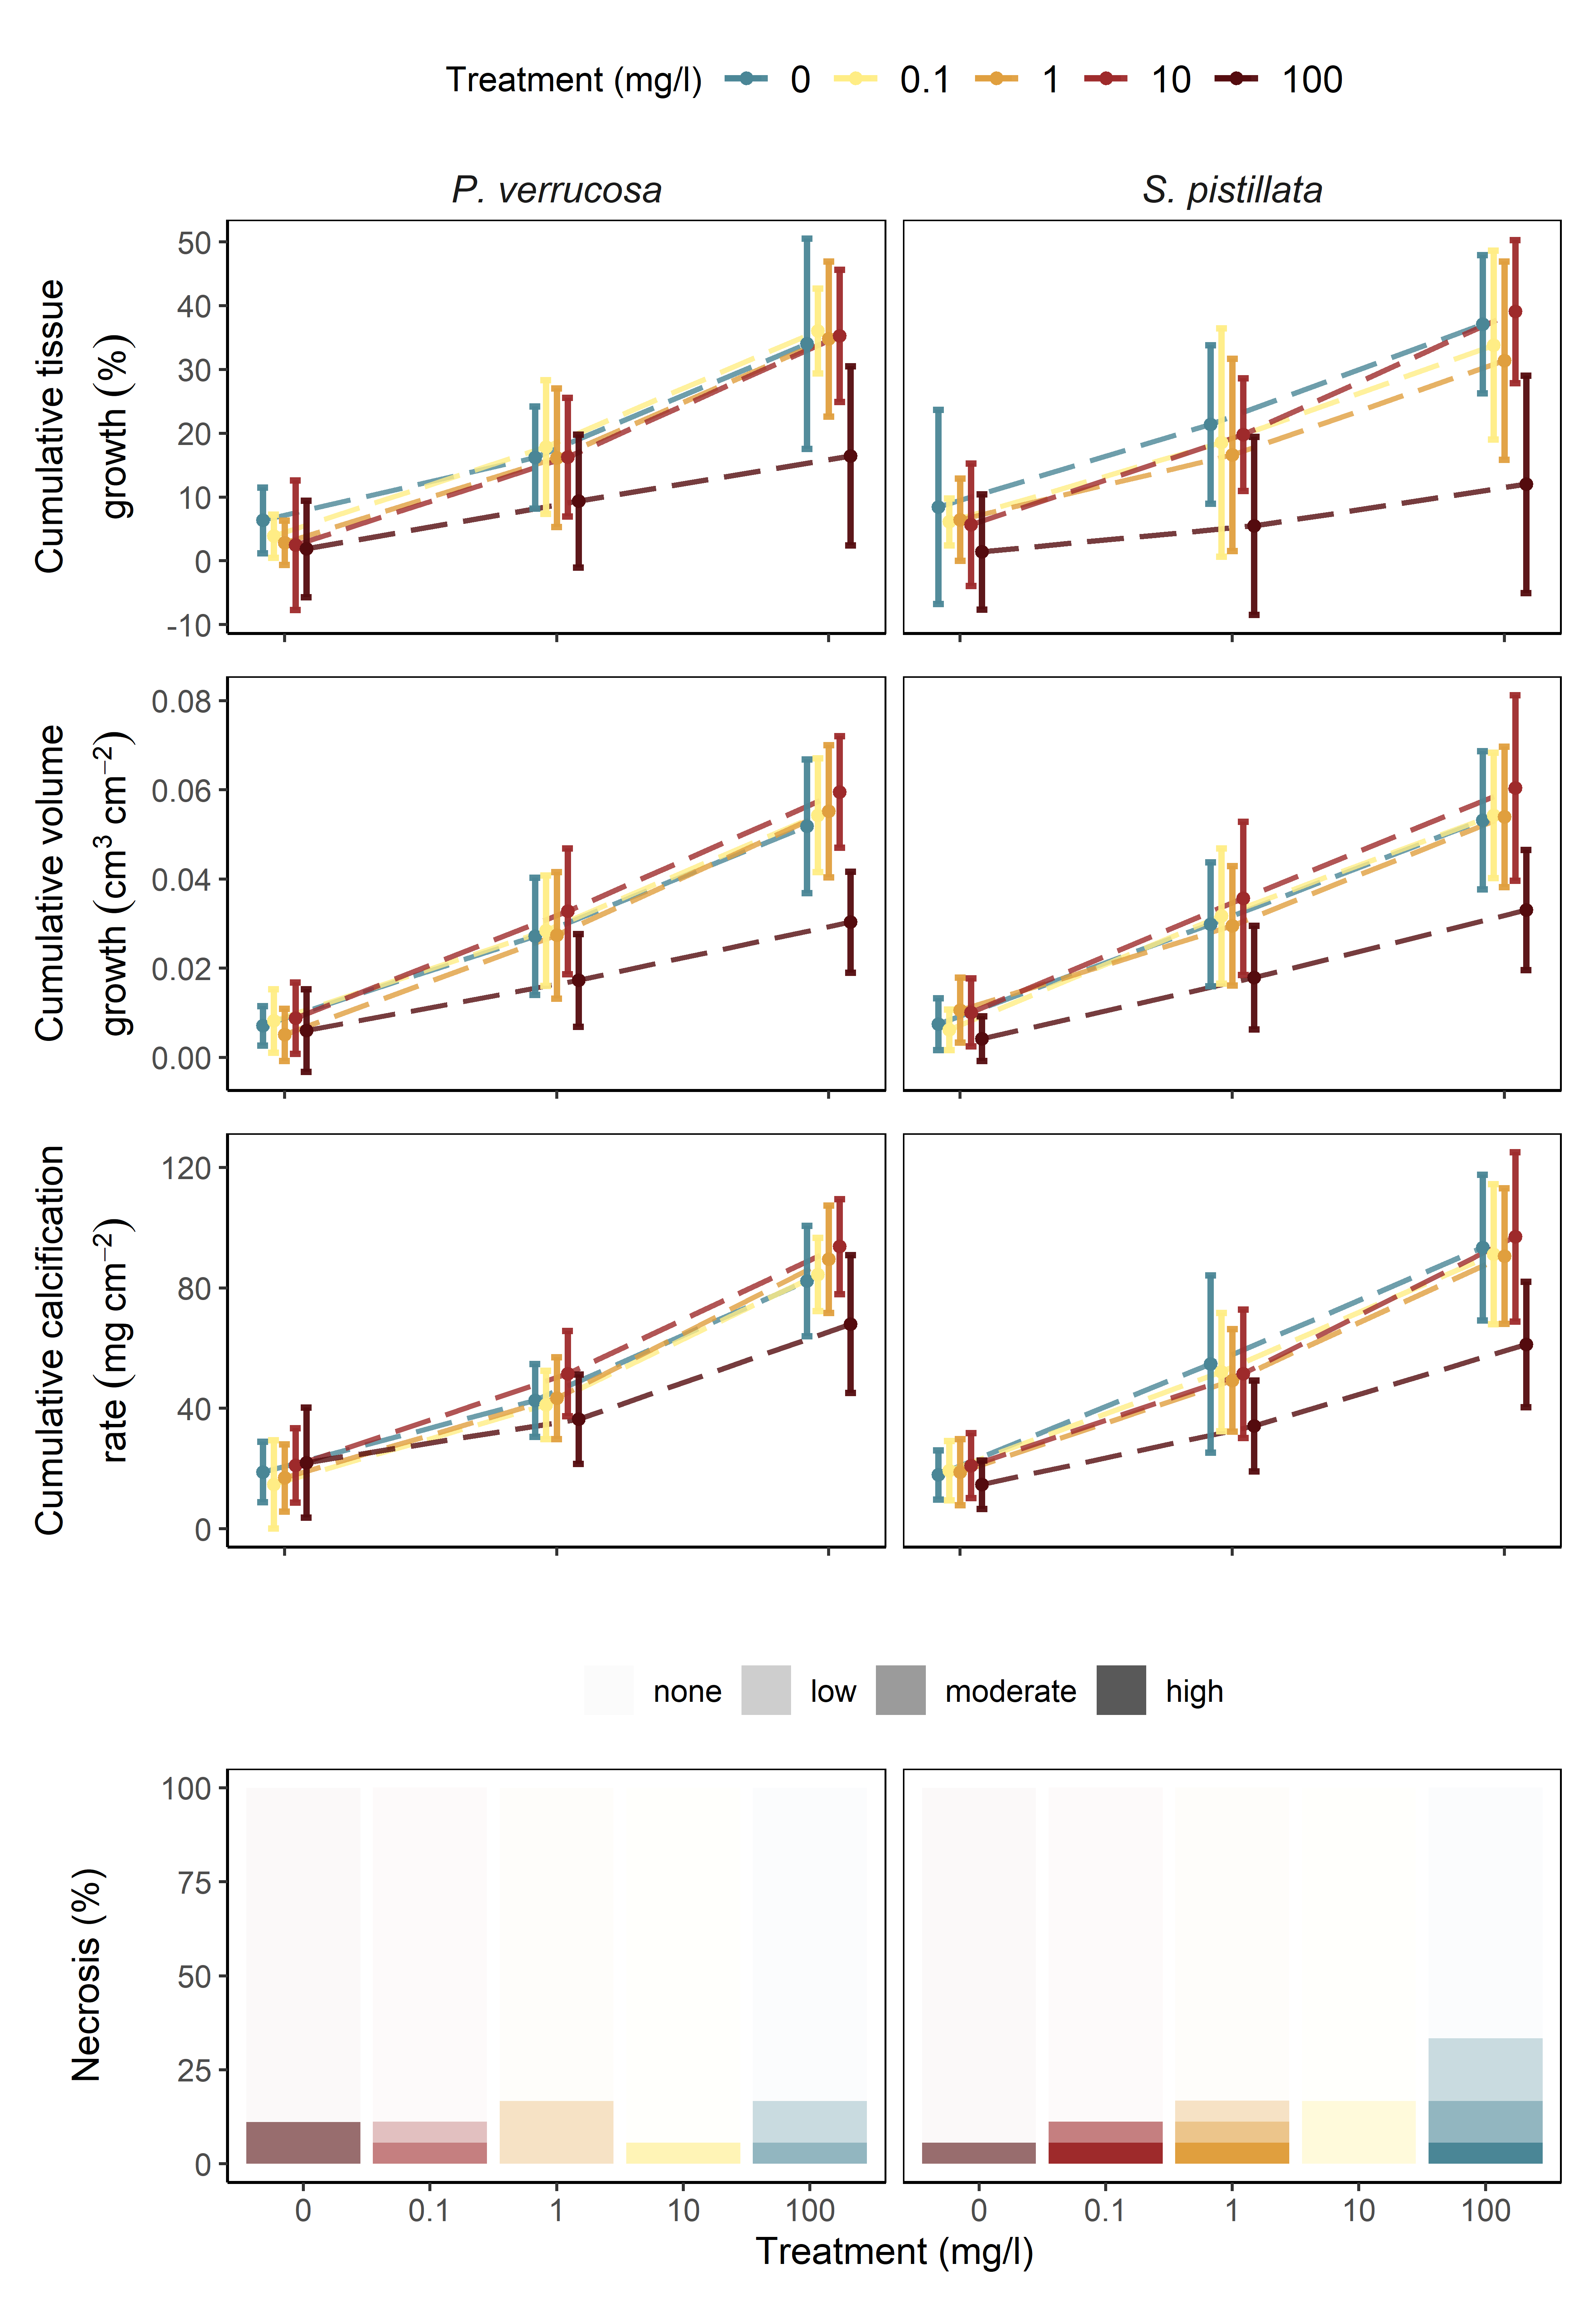 Treatment (mg/l) 0 0.1 1 10 100
P. verrucosa S. pistillata
Cumulative tissue
growth (%)
50
40
30
20
10
0
-10
Cumulative volume
growth (cm³ cm⁻²)
0.08
0.06
0.04
0.02
0.00
Cumulative calcification
rate (mg cm⁻²)
120
80
40
0
none low moderate high
Necrosis (%)
100
75
50
25
0
0 0.1 1 10 100 0 0.1 1 10 100
Treatment (mg/l)